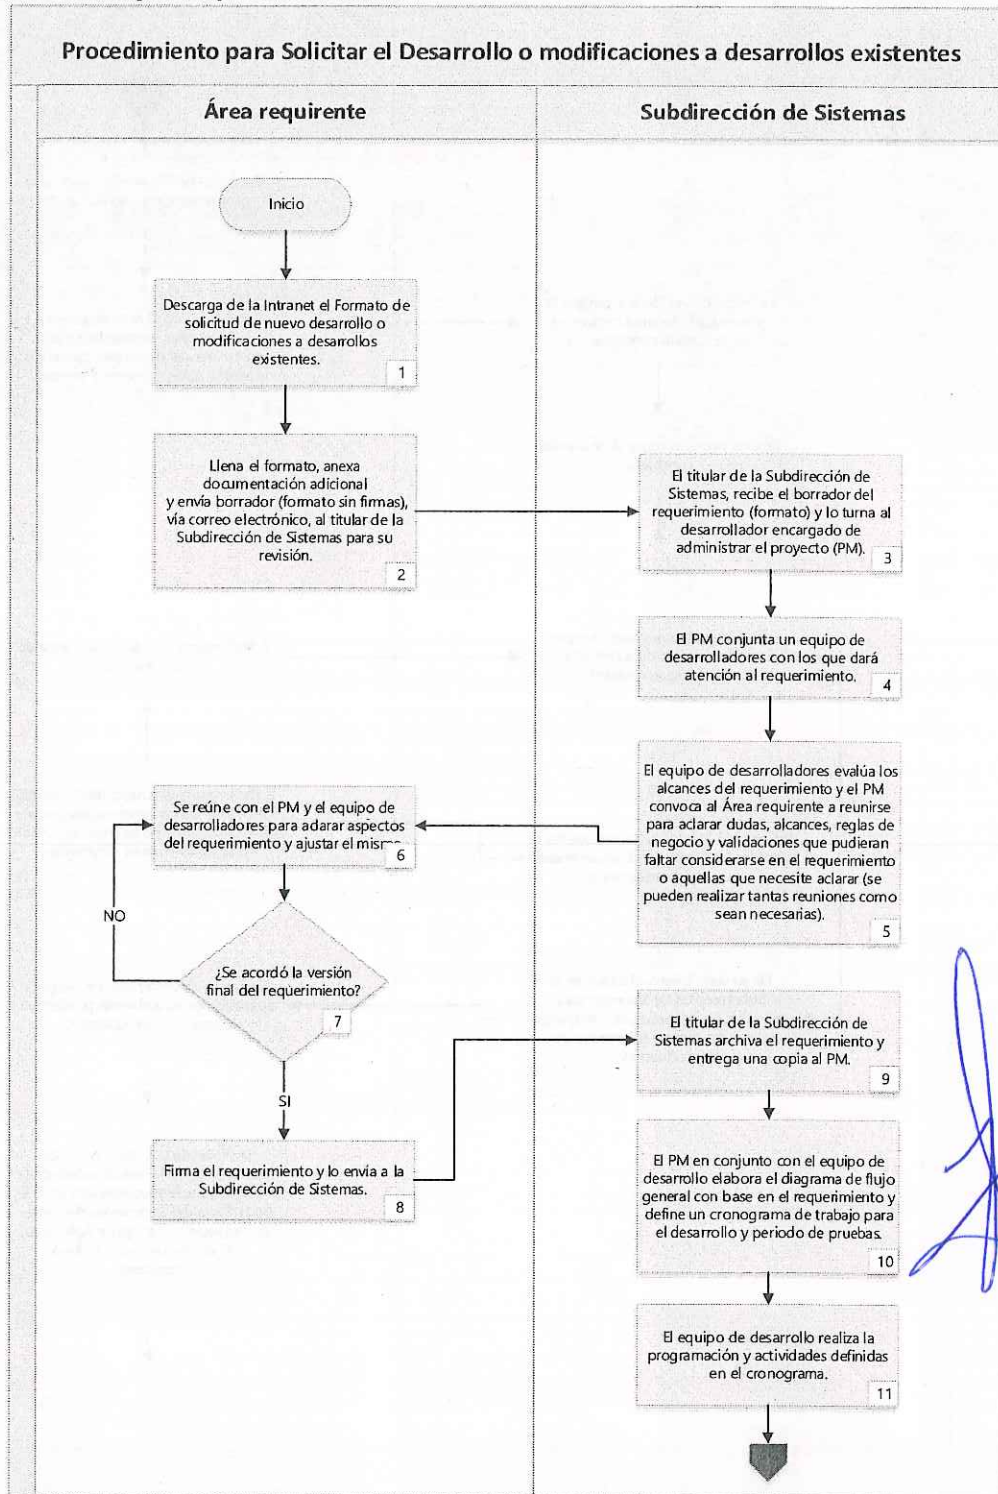 Procedimiento para Solicitar el Desarrollo o modificaciones a desarrollos existentes
Área requirente
Subdirección de Sistemas
Inicio
Descarga de la Intranet el Formato de
solicitud de nuevo desarrollo o
modificaciones a desarrollos
existentes.
1
Llena el formato, anexa
documentación adicional
y envía borrador (formato sin firmas),
vía correo electrónico, al titular de la
Subdirección de Sistemas para su
revisión.
2
El titular de la Subdirección de
Sistemas, recibe el borrador del
requerimiento (formato) y lo turna al
desarrollador encargado de
administrar el proyecto (PM).
3
El PM conjunta un equipo de
desarrolladores con los que dará
atención al requerimiento.
4
El equipo de desarrolladores evalúa los
alcances del requerimiento y el PM
convoca al Área requirente a reunirse
para aclarar dudas, alcances, reglas de
negocio y validaciones que pudieran
faltar considerarse en el requerimiento
o aquellas que necesite aclarar (se
pueden realizar tantas reuniones como
sean necesarias).
5
Se reúne con el PM y el equipo de
desarrolladores para aclarar aspectos
del requerimiento y ajustar el mismo
6
NO
¿Se acordó la versión
final del requerimiento?
7
SI
Firma el requerimiento y lo envía a la
Subdirección de Sistemas.
8
El titular de la Subdirección de
Sistemas archiva el requerimiento y
entrega una copia al PM.
9
El PM en conjunto con el equipo de
desarrollo elabora el diagrama de flujo
general con base en el requerimiento y
define un cronograma de trabajo para
el desarrollo y periodo de pruebas.
10
El equipo de desarrollo realiza la
programación y actividades definidas
en el cronograma.
11